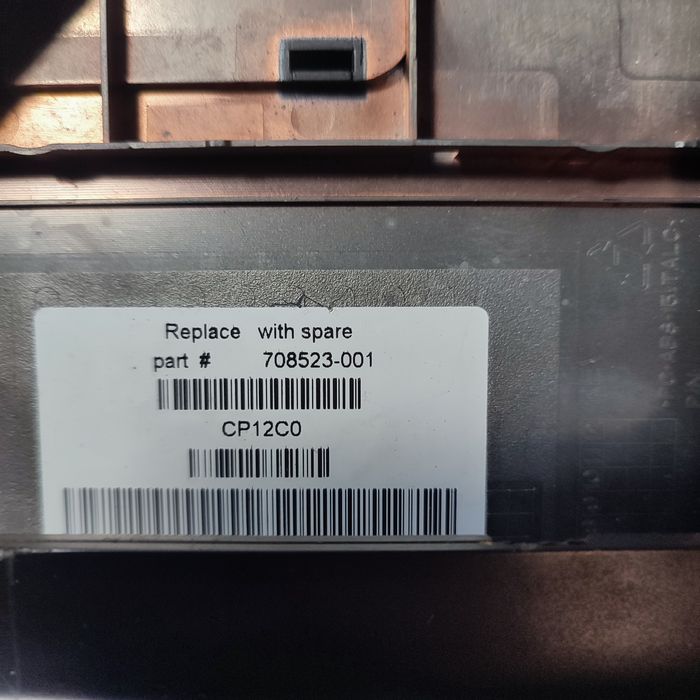 Replace with spare
part # 708523-001
CP12C0